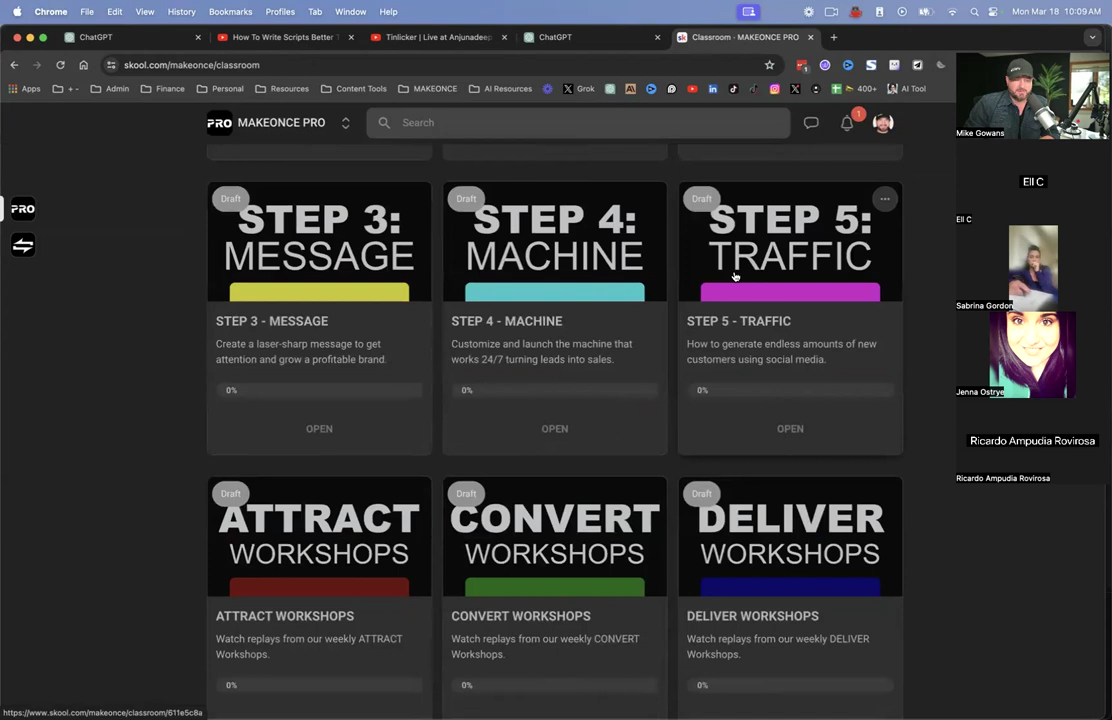 Chrome File Edit View History Bookmarks Profiles Tab Window Help Mon Mar 18 10:09 AM
ChatGPT × How To Write Scripts Better T × Tinlicker | Live at Anjunadeep × ChatGPT × sk Classroom · MAKEONCE PRO × +
skool.com/makeonce/classroom
Apps + - Admin Finance Personal Resources Content Tools MAKEONCE AI Resources Grok 400+ AI Tool
PRO MAKEONCE PRO Search 1
PRO
Draft
STEP 3:
MESSAGE
STEP 3 - MESSAGE
Create a laser-sharp message to get
attention and grow a profitable brand.
0%
OPEN
Draft
STEP 4:
MACHINE
STEP 4 - MACHINE
Customize and launch the machine that
works 24/7 turning leads into sales.
0%
OPEN
Draft
STEP 5:
TRAFFIC
STEP 5 - TRAFFIC
How to generate endless amounts of new
customers using social media.
0%
OPEN
Draft
ATTRACT
WORKSHOPS
ATTRACT WORKSHOPS
Watch replays from our weekly ATTRACT
Workshops.
0%
Draft
CONVERT
WORKSHOPS
CONVERT WORKSHOPS
Watch replays from our weekly CONVERT
Workshops.
0%
Draft
DELIVER
WORKSHOPS
DELIVER WORKSHOPS
Watch replays from our weekly DELIVER
Workshops.
0%
Mike Gowans
Ell C
Ell C
Sabrina Gordon
Jenna Ostrye
Ricardo Ampudia Rovirosa
Ricardo Ampudia Rovirosa
https://www.skool.com/makeonce/classroom/611e5c8a